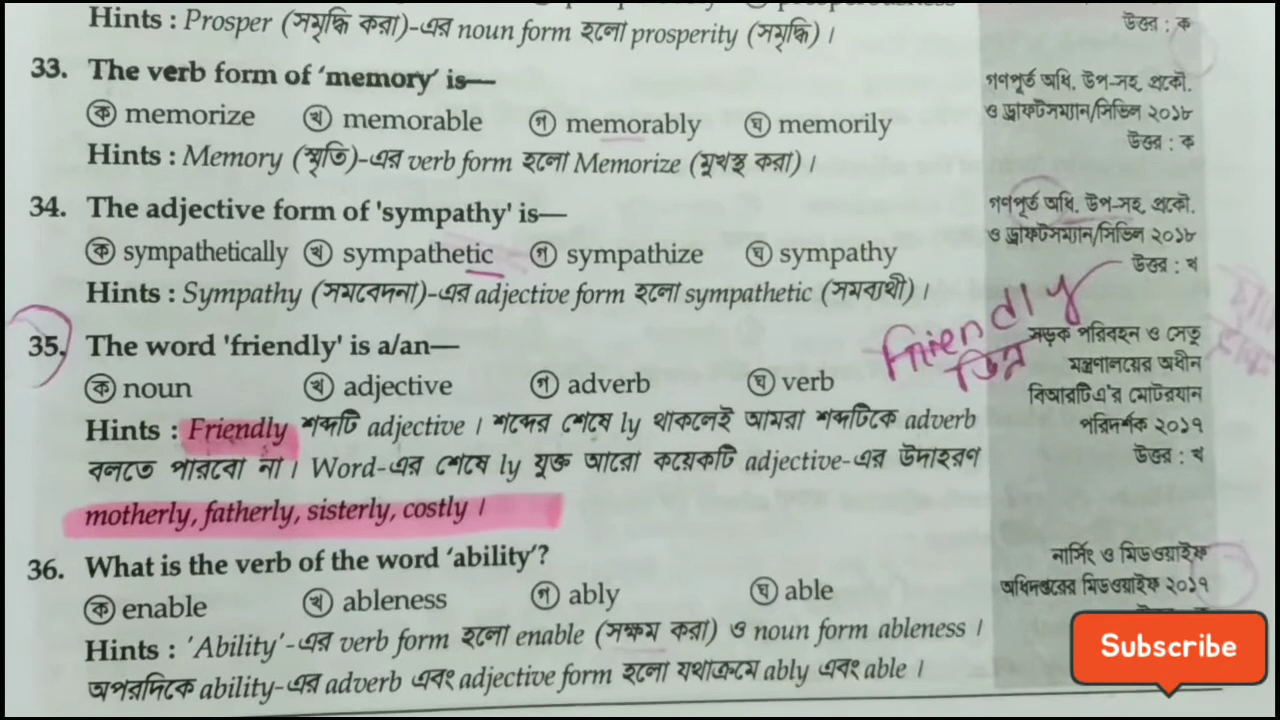 Hints : Prosper (সমৃদ্ধি করা)-এর noun form হলো prosperity (সমৃদ্ধি)।
উত্তর : ক
33. The verb form of 'memory' is—
ক memorize খ memorable গ memorably ঘ memorily
Hints : Memory (স্মৃতি)-এর verb form হলো Memorize (মুখস্থ করা)।
গণপূর্ত অধি. উপ-সহ. প্রকৌ.
ও ড্রাফটসম্যান/সিভিল ২০১৮
উত্তর : ক
34. The adjective form of 'sympathy' is—
ক sympathetically খ sympathetic গ sympathize ঘ sympathy
Hints : Sympathy (সমবেদনা)-এর adjective form হলো sympathetic (সমব্যথী)।
গণপূর্ত অধি. উপ-সহ. প্রকৌ.
ও ড্রাফটসম্যান/সিভিল ২০১৮
উত্তর : খ
35. The word 'friendly' is a/an—
ক noun খ adjective গ adverb ঘ verb
Hints : Friendly শব্দটি adjective । শব্দের শেষে ly থাকলেই আমরা শব্দটিকে adverb
বলতে পারবো না। Word-এর শেষে ly যুক্ত আরো কয়েকটি adjective-এর উদাহরণ
motherly, fatherly, sisterly, costly ।
Friendly
ভিন্ন
সড়ক পরিবহন ও সেতু
মন্ত্রণালয়ের অধীন
বিআরটিএ'র মোটরযান
পরিদর্শক ২০১৭
উত্তর : খ
36. What is the verb of the word 'ability'?
ক enable খ ableness গ ably ঘ able
Hints : 'Ability'-এর verb form হলো enable (সক্ষম করা) ও noun form ableness ।
অপরদিকে ability-এর adverb এবং adjective form হলো যথাক্রমে ably এবং able ।
নার্সিং ও মিডওয়াইফ
অধিদপ্তরের মিডওয়াইফ ২০১৭
Subscribe